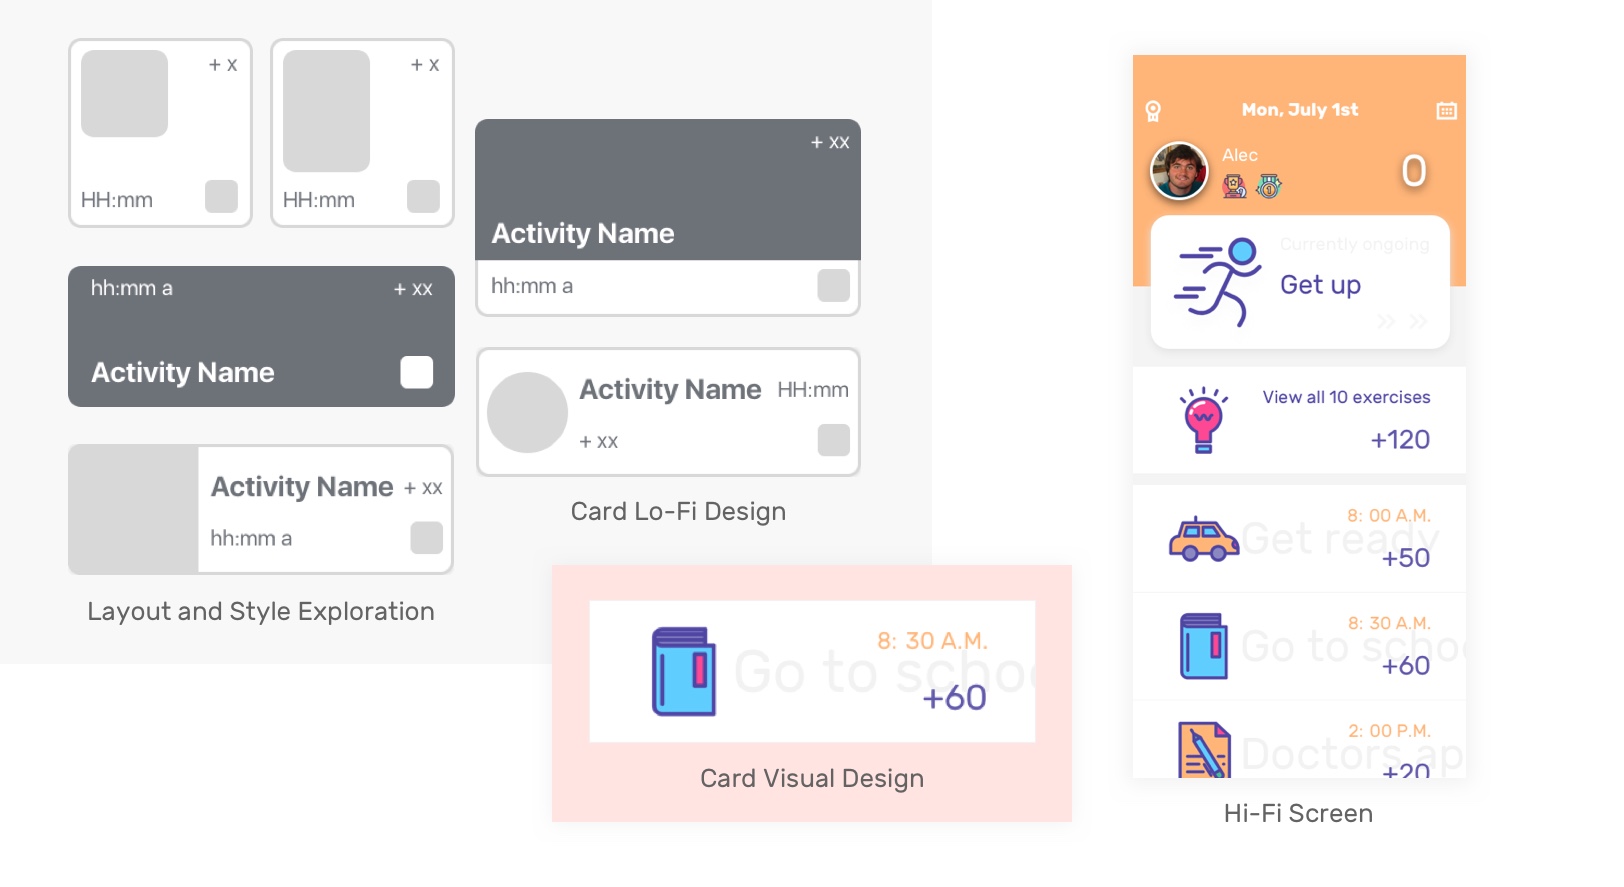 + x
+ x
HH:mm
HH:mm
hh:mm a
+ xx
Activity Name
Activity Name
+ xx
hh:mm a
Layout and Style Exploration
+ xx
Activity Name
hh:mm a
Activity Name
HH:mm
+ xx
Card Lo-Fi Design
8: 30 A.M.
Go to schoo
+60
Card Visual Design
Mon, July 1st
Alec
0
Currently ongoing
Get up
View all 10 exercises
+120
8: 00 A.M.
Get ready
+50
8: 30 A.M.
Go to schoo
+60
2: 00 P.M.
Doctors ap
+20
Hi-Fi Screen